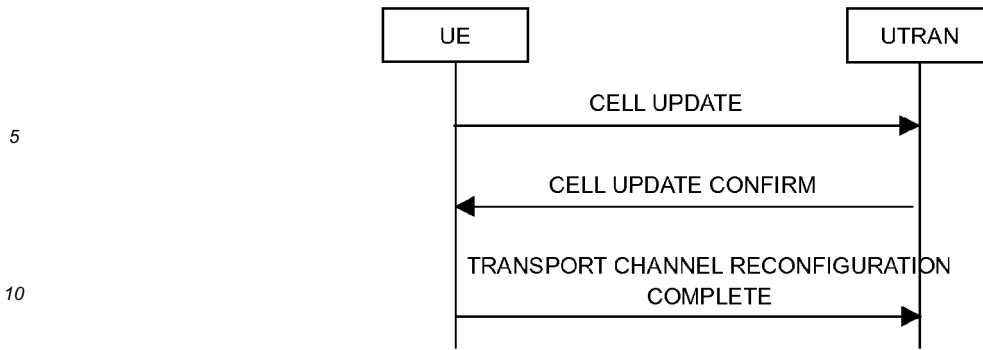 UE
UTRAN
CELL UPDATE
5
CELL UPDATE CONFIRM
TRANSPORT CHANNEL RECONFIGURATION
10
COMPLETE